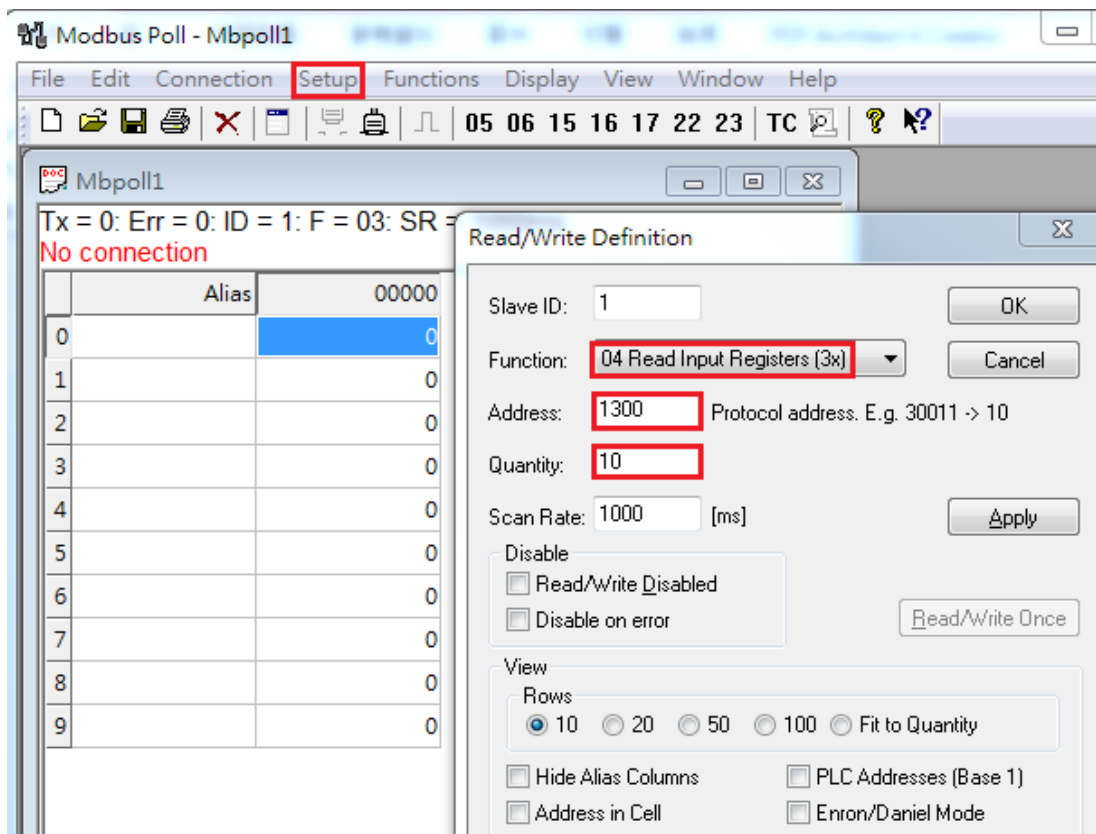 Modbus Poll - Mbpoll1
File Edit Connection Setup Functions Display View Window Help
05 06 15 16 17 22 23 TC
DOC Mbpoll1
Tx = 0: Err = 0: ID = 1: F = 03: SR =
No connection
Alias 00000
0 0
1 0
2 0
3 0
4 0
5 0
6 0
7 0
8 0
9 0
Read/Write Definition
Slave ID: 1 OK
Function: 04 Read Input Registers (3x) Cancel
Address: 1300 Protocol address. E.g. 30011 -> 10
Quantity: 10
Scan Rate: 1000 [ms] Apply
Disable
Read/Write Disabled
Disable on error
Read/Write Once
View
Rows
10 20 50 100 Fit to Quantity
Hide Alias Columns PLC Addresses (Base 1)
Address in Cell Enron/Daniel Mode